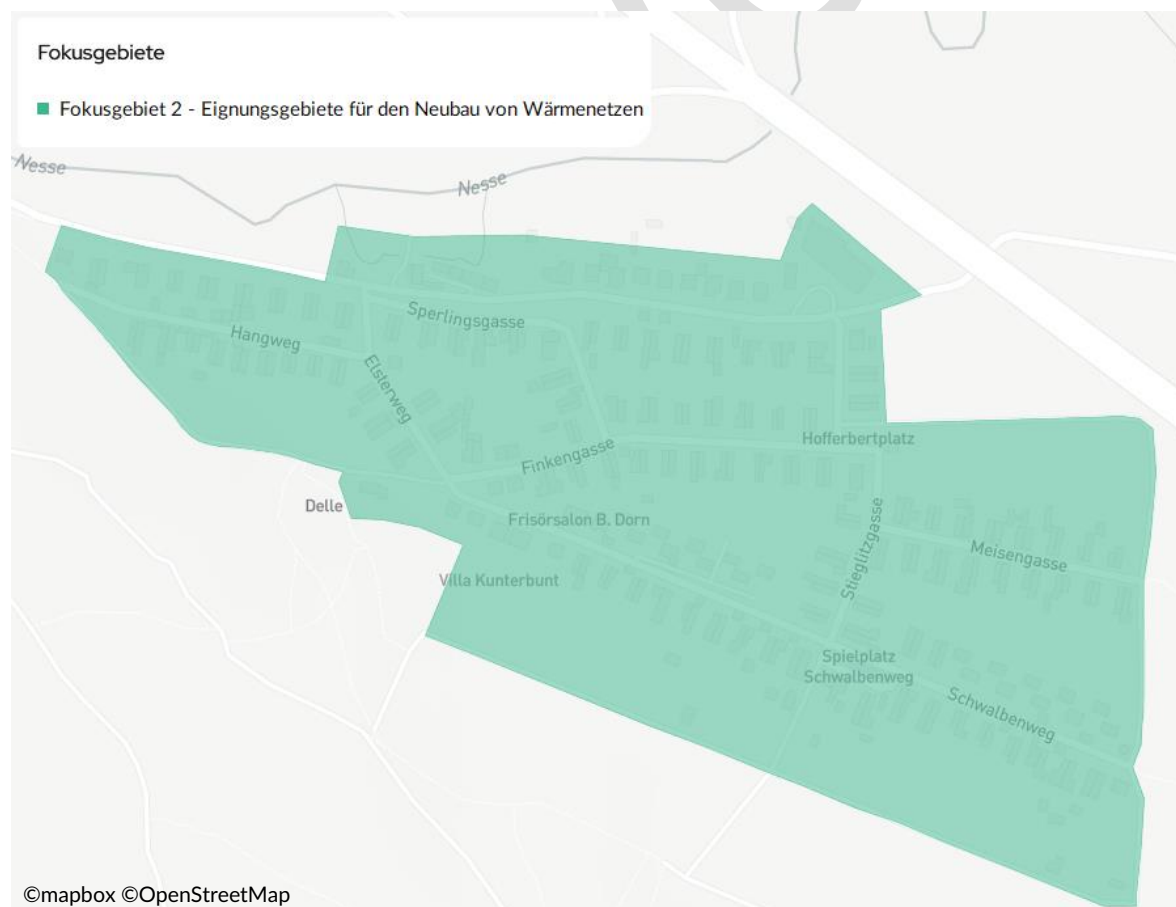 Fokusgebiete
Fokusgebiet 2 - Eignungsgebiete für den Neubau von Wärmenetzen
Nesse
Nesse
Sperlingsgasse
Hangweg
Elsterweg
Hofferbertplatz
Finkengasse
Delle
Frisörsalon B. Dorn
Stieglitzgasse
Meisengasse
Villa Kunterbunt
Spielplatz
Schwalbenweg
Schwalbenweg
©mapbox ©OpenStreetMap